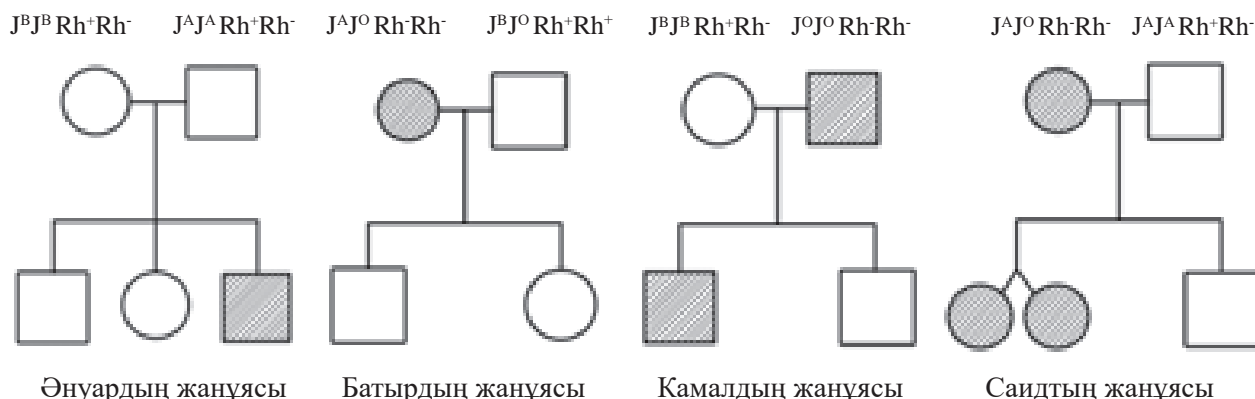 JᴮJᴮ Rh⁺Rh⁻ JᴬJᴬ Rh⁺Rh⁻ JᴬJᴼ Rh⁻Rh⁻ JᴮJᴼ Rh⁺Rh⁺ JᴮJᴮ Rh⁺Rh⁻ JᴼJᴼ Rh⁻Rh⁻ JᴬJᴼ Rh⁻Rh⁻ JᴬJᴬ Rh⁺Rh⁻
Әнуардың жанұясы Батырдың жанұясы Камалдың жанұясы Саидтың жанұясы